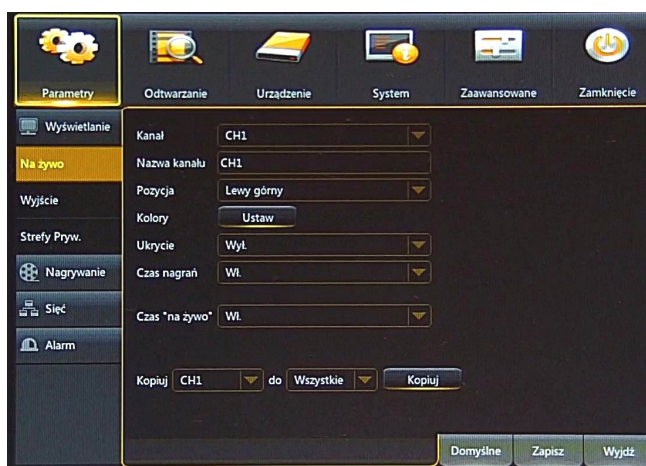 Parametry Odtwarzanie Urządzenie System Zaawansowane Zamknięcie
Wyświetlanie
Na żywo
Wyjście
Strefy Pryw.
Nagrywanie
Sięć
Alarm
Kanał CH1
Nazwa kanału CH1
Pozycja Lewy górny
Kolory Ustaw
Ukrycie Wył.
Czas nagrań Wł.
Czas "na żywo" Wł.
Kopiuj CH1 do Wszystkie Kopiuj
Domyślne Zapisz Wyjdź